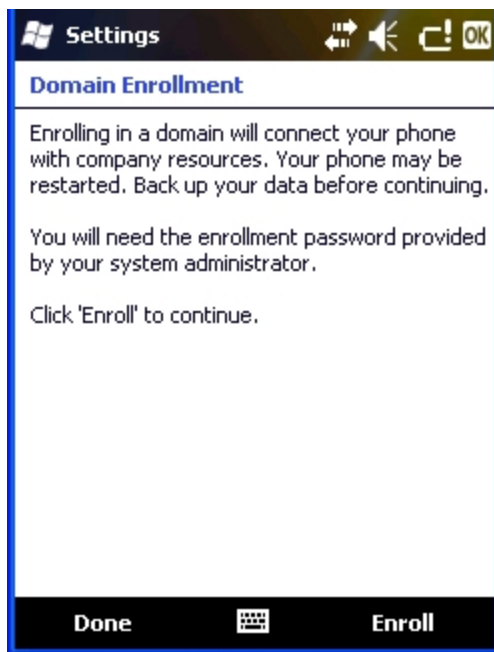 Settings
OK
Domain Enrollment
Enrolling in a domain will connect your phone
with company resources. Your phone may be
restarted. Back up your data before continuing.
You will need the enrollment password provided
by your system administrator.
Click 'Enroll' to continue.
Done
Enroll